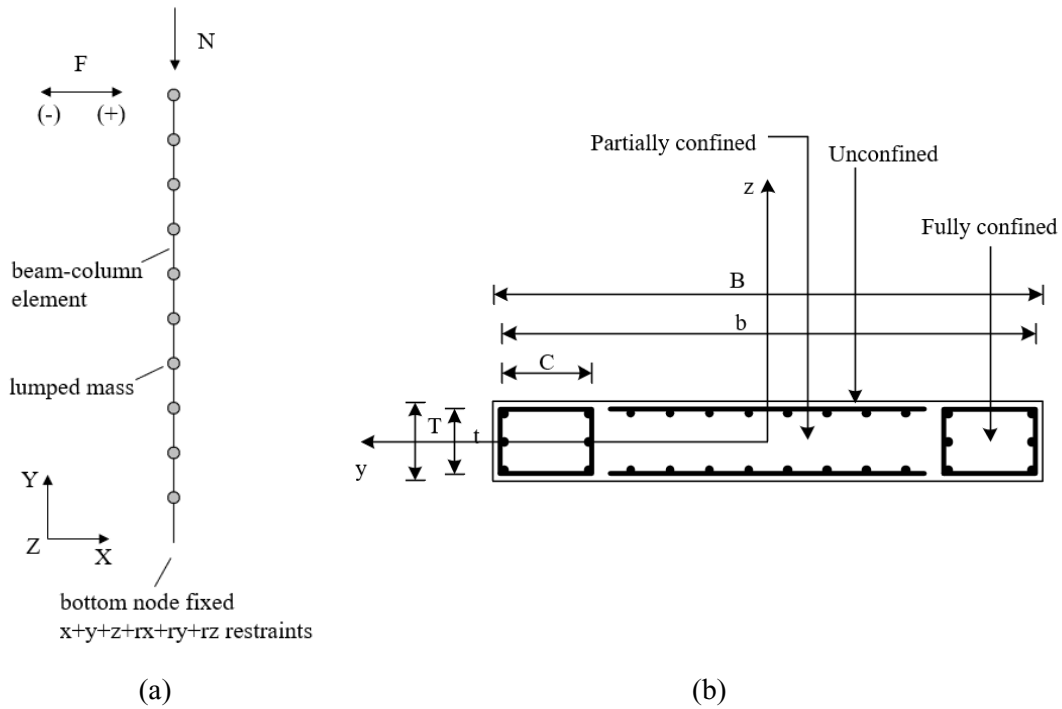 N
F
(-) (+)
beam-column
element
lumped mass
Y
Z
X
bottom node fixed
x+y+z+rx+ry+rz restraints
(a)
Partially confined
Unconfined
z
Fully confined
B
b
C
T
t
y
(b)